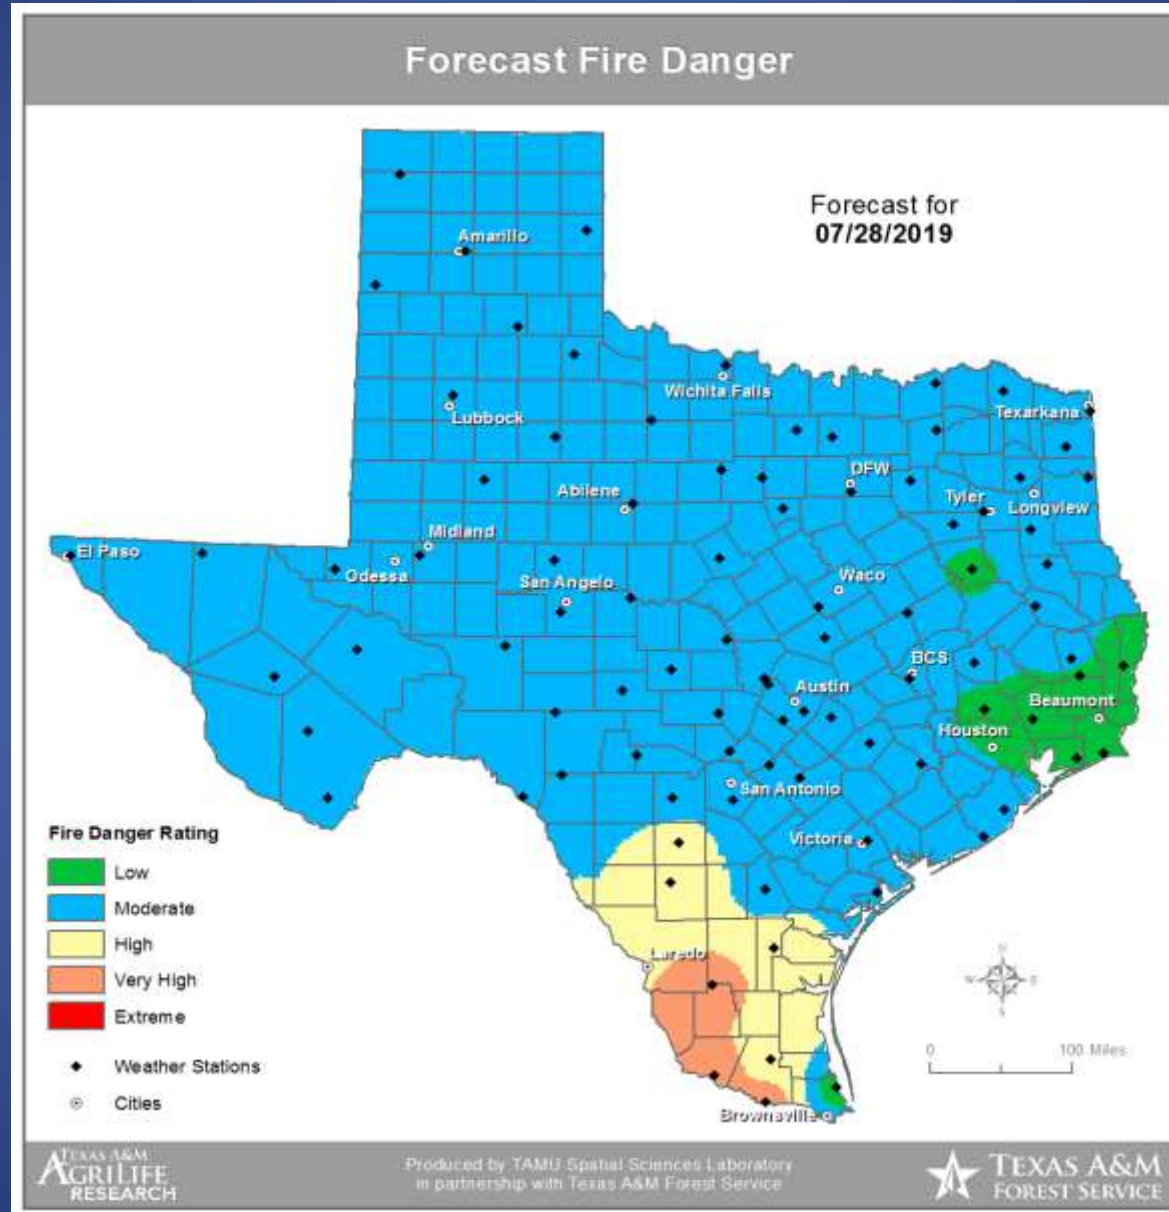 Forecast Fire Danger
Forecast for
07/28/2019
Amarillo
Wichita Falls
Lubbock
Texarkana
DFW
Abilene
Tyler
Longview
Midland
El Paso
Odessa
San Angelo
Waco
BCS
Austin
Beaumont
Houston
San Antonio
Victoria
Laredo
Brownsville
Fire Danger Rating
Low
Moderate
High
Very High
Extreme
Weather Stations
Cities
N
W
E
S
0 100 Miles
TEXAS A&M
AGRILIFE
RESEARCH
Produced by TAMU Spatial Sciences Laboratory
in partnership with Texas A&M Forest Service
TEXAS A&M
FOREST SERVICE